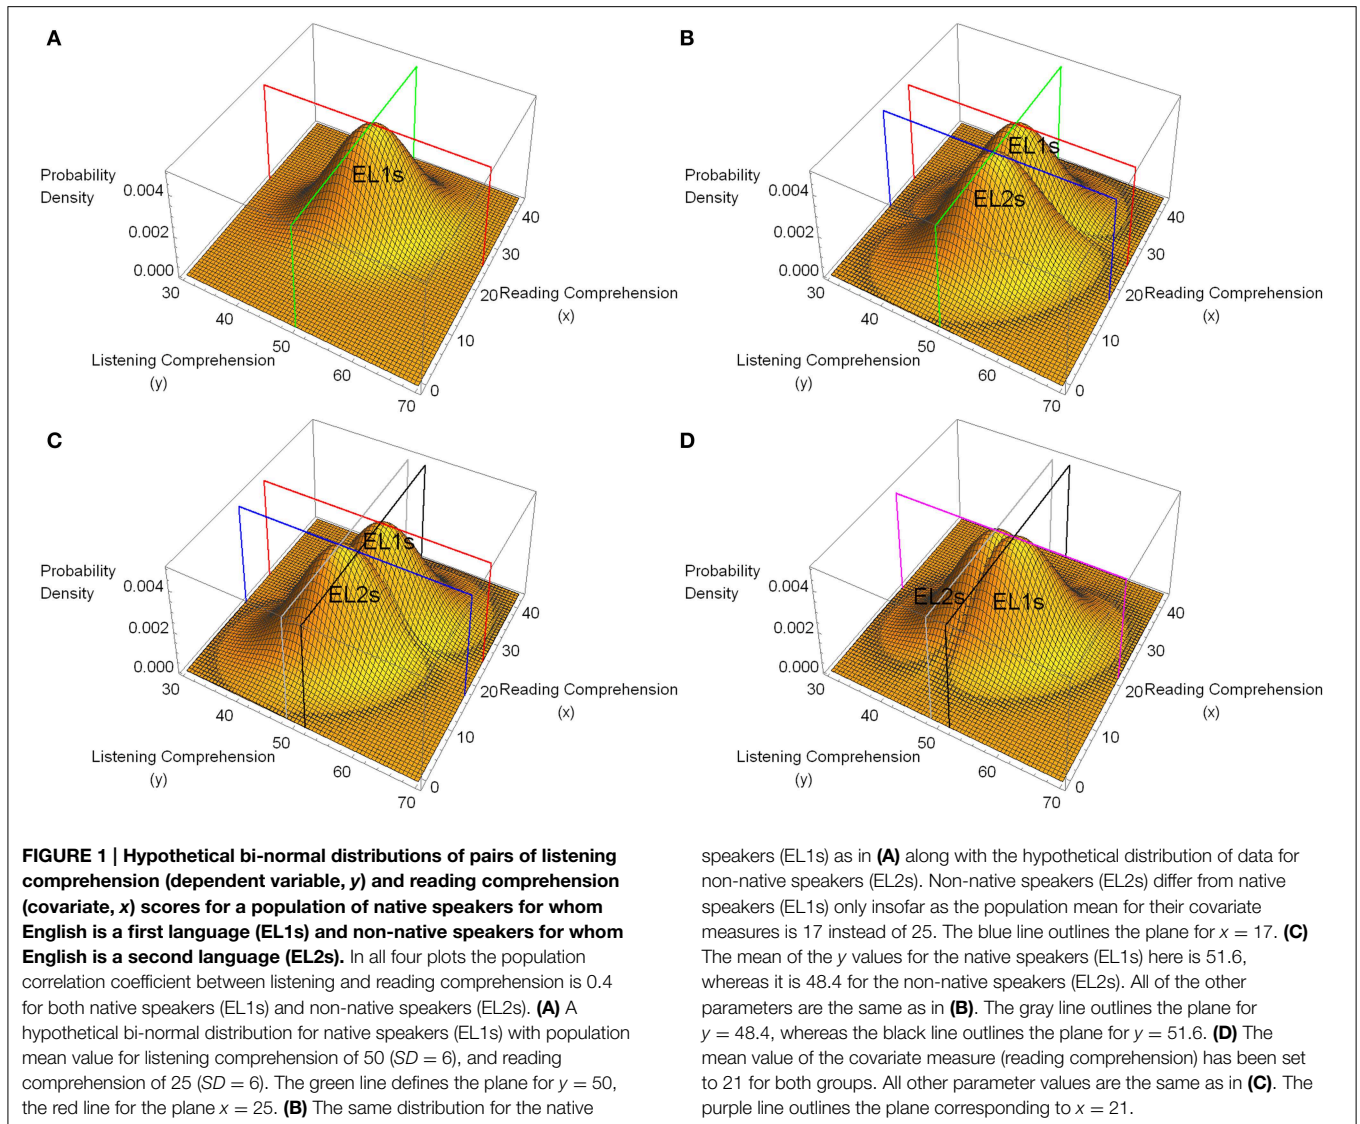 A
Probability
Density
0.004
0.002
0.000
30
40
50
60
70
0
10
20
30
40
EL1s
Reading Comprehension
(x)
Listening Comprehension
(y)
B
Probability
Density
0.004
0.002
0.000
30
40
50
60
70
0
10
20
30
40
EL1s
EL2s
Reading Comprehension
(x)
Listening Comprehension
(y)
C
Probability
Density
0.004
0.002
0.000
30
40
50
60
70
0
10
20
30
40
EL1s
EL2s
Reading Comprehension
(x)
Listening Comprehension
(y)
D
Probability
Density
0.004
0.002
0.000
30
40
50
60
70
0
10
20
30
40
EL2s
EL1s
Reading Comprehension
(x)
Listening Comprehension
(y)
FIGURE 1 | Hypothetical bi-normal distributions of pairs of listening
comprehension (dependent variable, y) and reading comprehension
(covariate, x) scores for a population of native speakers for whom
English is a first language (EL1s) and non-native speakers for whom
English is a second language (EL2s). In all four plots the population
correlation coefficient between listening and reading comprehension is 0.4
for both native speakers (EL1s) and non-native speakers (EL2s). (A) A
hypothetical bi-normal distribution for native speakers (EL1s) with population
mean value for listening comprehension of 50 (SD = 6), and reading
comprehension of 25 (SD = 6). The green line defines the plane for y = 50,
the red line for the plane x = 25. (B) The same distribution for the native
speakers (EL1s) as in (A) along with the hypothetical distribution of data for
non-native speakers (EL2s). Non-native speakers (EL2s) differ from native
speakers (EL1s) only insofar as the population mean for their covariate
measures is 17 instead of 25. The blue line outlines the plane for x = 17. (C)
The mean of the y values for the native speakers (EL1s) here is 51.6,
whereas it is 48.4 for the non-native speakers (EL2s). All of the other
parameters are the same as in (B). The gray line outlines the plane for
y = 48.4, whereas the black line outlines the plane for y = 51.6. (D) The
mean value of the covariate measure (reading comprehension) has been set
to 21 for both groups. All other parameter values are the same as in (C). The
purple line outlines the plane corresponding to x = 21.